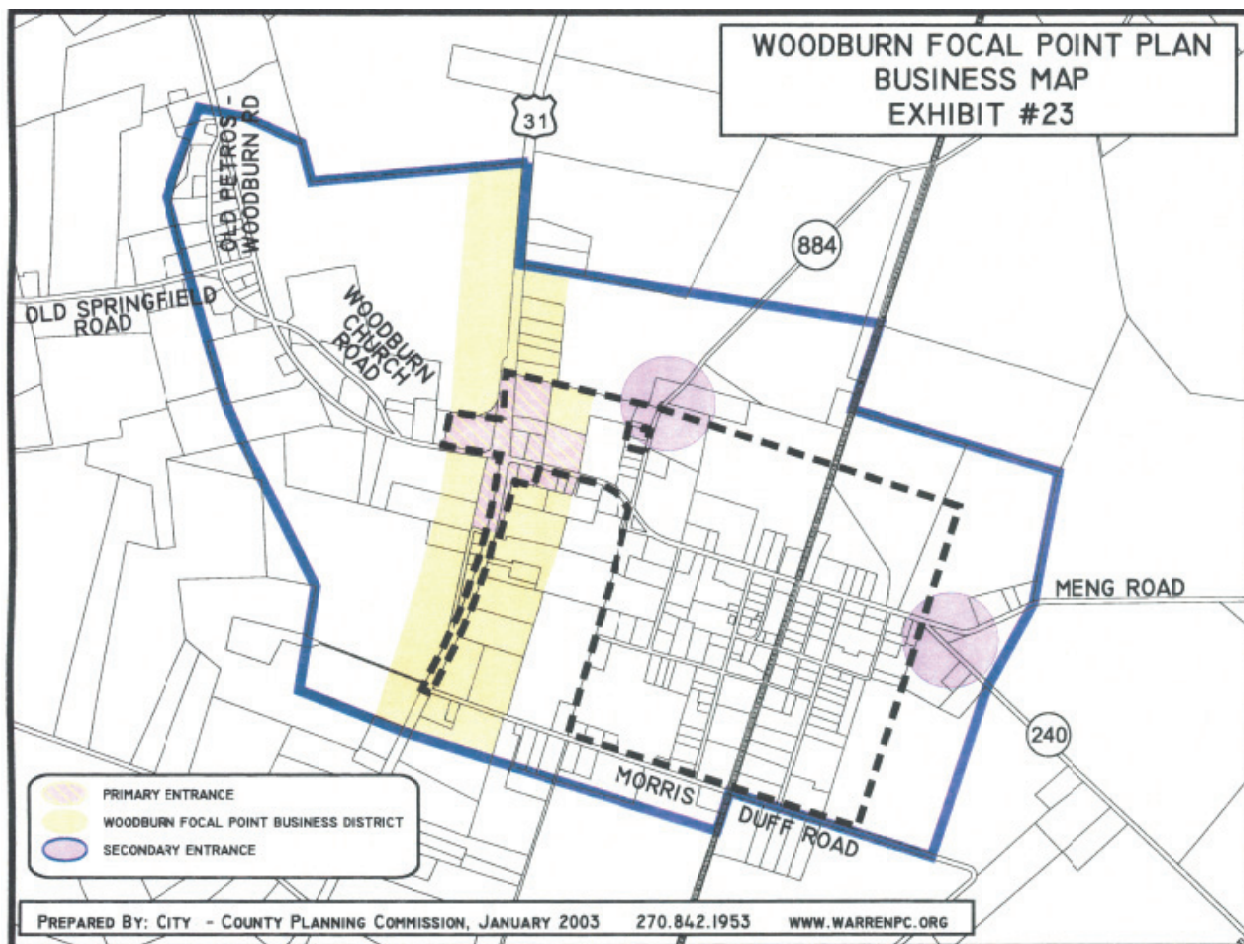 WOODBURN FOCAL POINT PLAN
BUSINESS MAP
EXHIBIT #23
31
OLD PETROS -
WOODBURN RD
884
OLD SPRINGFIELD
ROAD
WOODBURN
CHURCH
ROAD
MENG ROAD
240
MORRIS
DUFF ROAD
PRIMARY ENTRANCE
WOODBURN FOCAL POINT BUSINESS DISTRICT
SECONDARY ENTRANCE
PREPARED BY: CITY - COUNTY PLANNING COMMISSION, JANUARY 2003 270.842.1953 WWW.WARRENPC.ORG